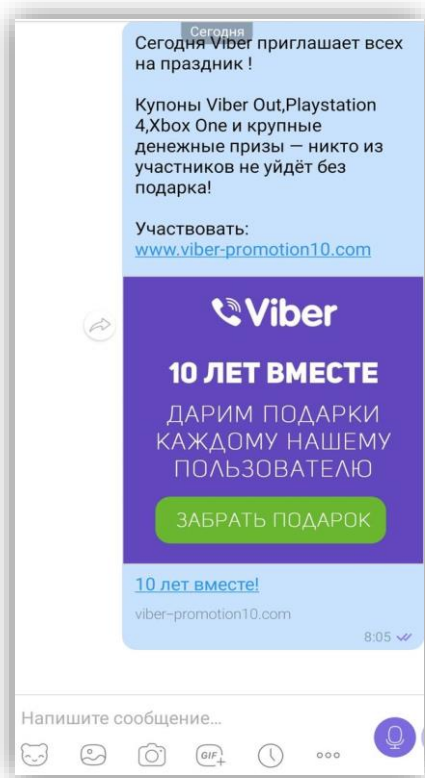 Сегодня
Сегодня Viber приглашает всех
на праздник !
Купоны Viber Out,Playstation
4,Xbox One и крупные
денежные призы — никто из
участников не уйдёт без
подарка!
Участвовать:
www.viber-promotion10.com
Viber
10 ЛЕТ ВМЕСТЕ
ДАРИМ ПОДАРКИ
КАЖДОМУ НАШЕМУ
ПОЛЬЗОВАТЕЛЮ
ЗАБРАТЬ ПОДАРОК
10 лет вместе!
viber-promotion10.com
8:05
Напишите сообщение...
GIF